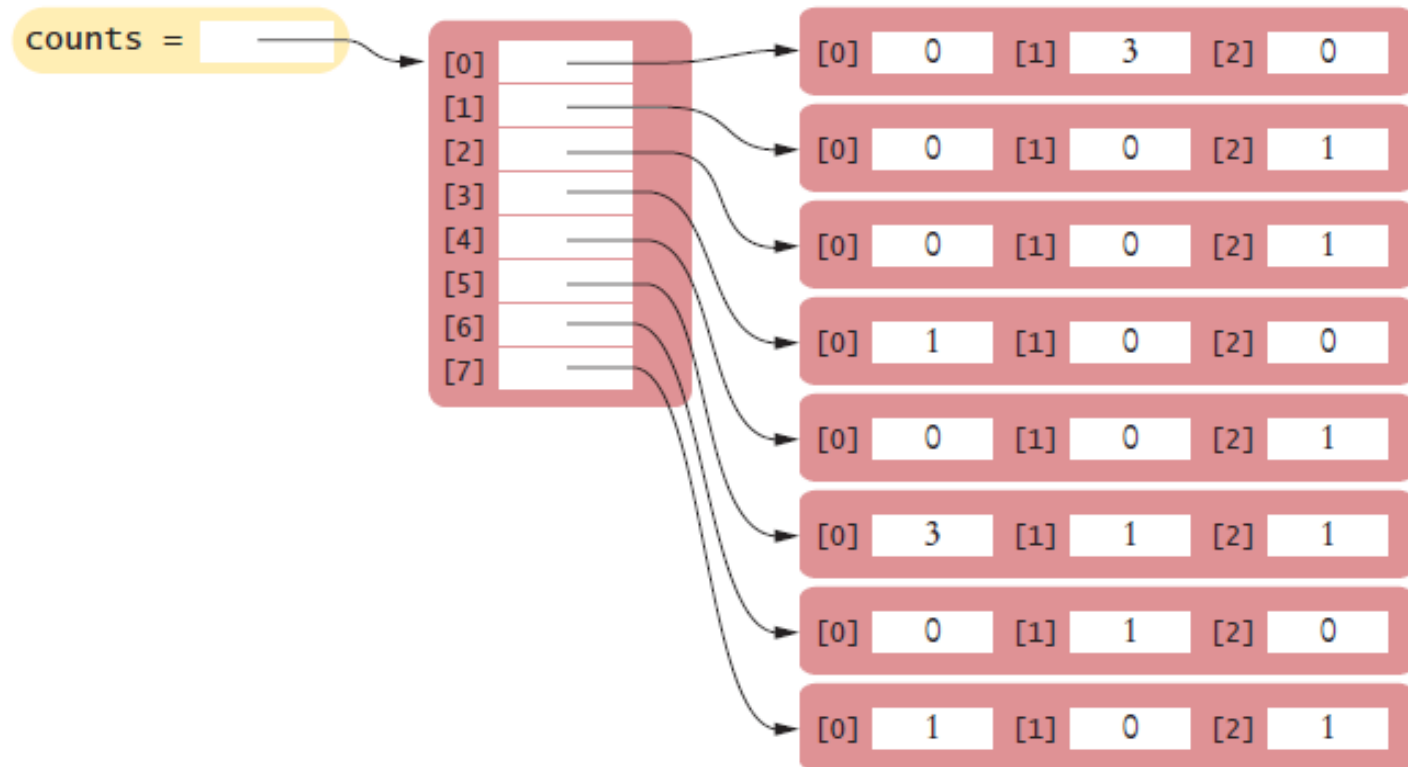 counts =
[0]
[1]
[2]
[3]
[4]
[5]
[6]
[7]
[0] 0 [1] 3 [2] 0
[0] 0 [1] 0 [2] 1
[0] 0 [1] 0 [2] 1
[0] 1 [1] 0 [2] 0
[0] 0 [1] 0 [2] 1
[0] 3 [1] 1 [2] 1
[0] 0 [1] 1 [2] 0
[0] 1 [1] 0 [2] 1